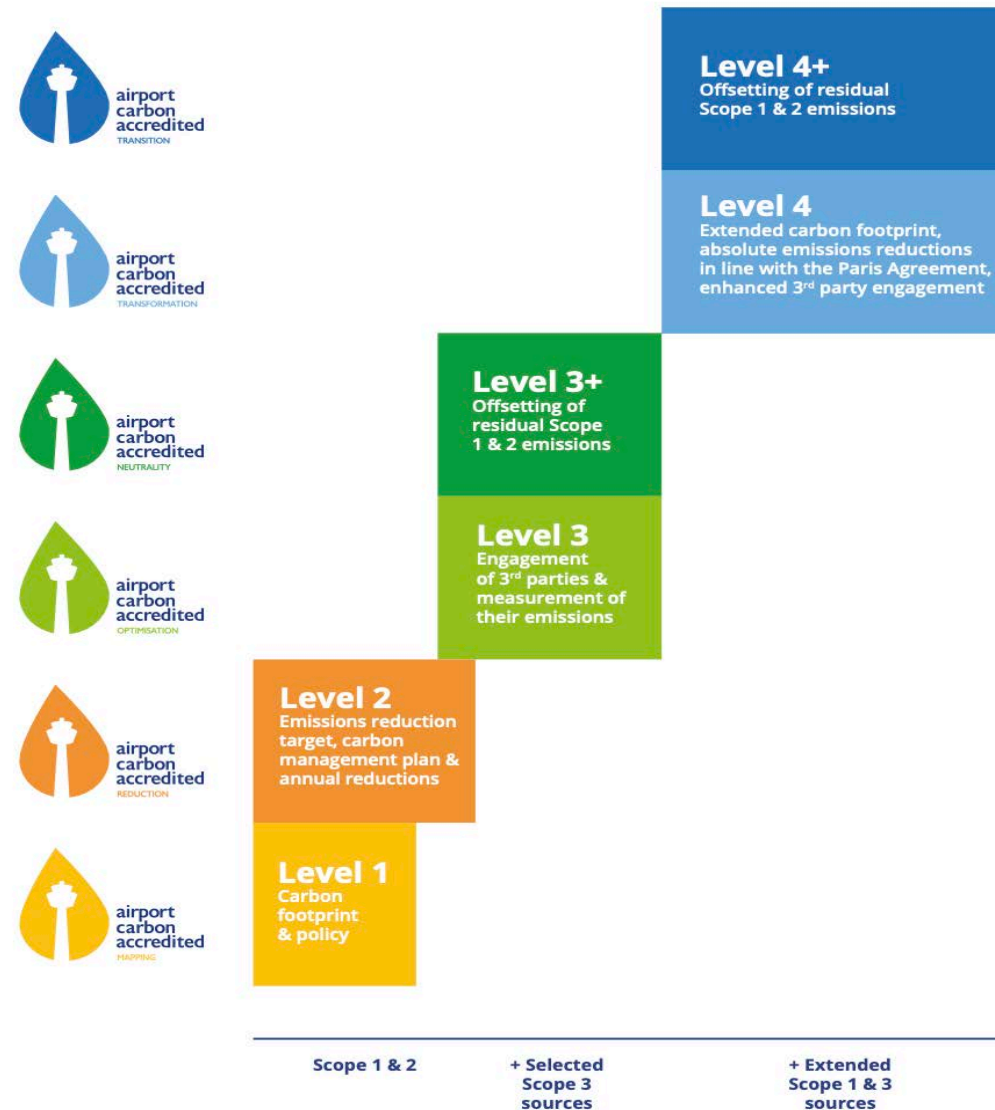 airport
carbon
accredited
TRANSITION
Level 4+
Offsetting of residual
Scope 1 & 2 emissions
airport
carbon
accredited
TRANSFORMATION
Level 4
Extended carbon footprint,
absolute emissions reductions
in line with the Paris Agreement,
enhanced 3rd party engagement
airport
carbon
accredited
NEUTRALITY
Level 3+
Offsetting of
residual Scope
1 & 2 emissions
airport
carbon
accredited
OPTIMISATION
Level 3
Engagement
of 3rd parties &
measurement of
their emissions
airport
carbon
accredited
REDUCTION
Level 2
Emissions reduction
target, carbon
management plan &
annual reductions
airport
carbon
accredited
MAPPING
Level 1
Carbon
footprint
& policy
Scope 1 & 2
+ Selected
Scope 3
sources
+ Extended
Scope 1 & 3
sources